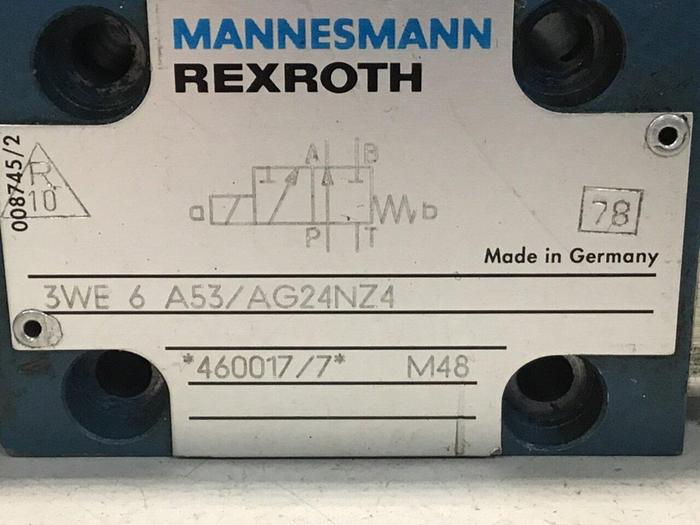 MANNESMANN
REXROTH
008745/2
R
10
A B
a
b
P T
78
Made in Germany
3WE 6 A53/AG24NZ4
*460017/7* M48